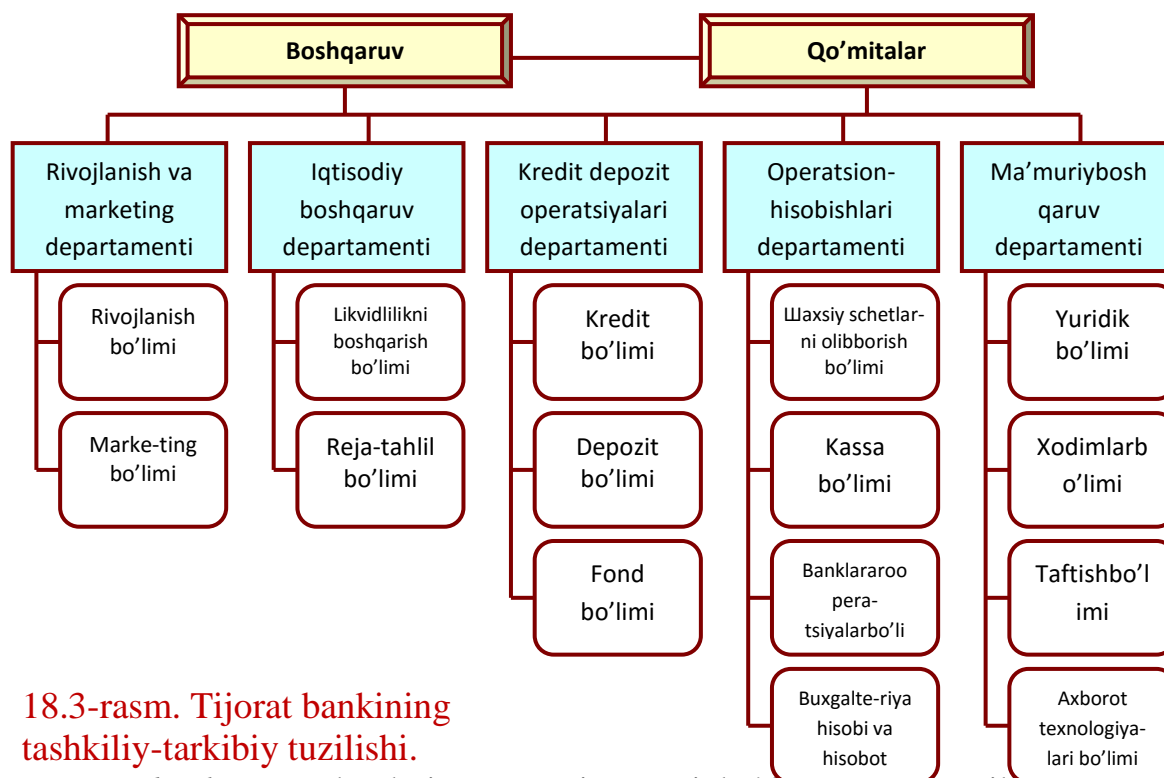 Boshqaruv
Qo’mitalar
Rivojlanish va
marketing
departamenti
Iqtisodiy
boshqaruv
departamenti
Kredit depozit
operatsiyalari
departamenti
Operatsion-
hisobishlari
departamenti
Ma’muriybosh
qaruv
departamenti
Rivojlanish
bo’limi
Marke-ting
bo’limi
Likvidlilikni
boshqarish
bo’limi
Reja-tahlil
bo’limi
Kredit
bo’limi
Depozit
bo’limi
Fond
bo’limi
Шaxsiy schetlar-
ni olibborish
bo’limi
Kassa
bo’limi
Banklararoo
pera-
tsiyalarbo’li
Buxgalte-riya
hisobi va
hisobot
Yuridik
bo’limi
Xodimlarb
o’limi
Taftishbo’l
imi
Axborot
texnologiya-
lari bo’limi
18.3-rasm. Tijorat bankining
tashkiliy-tarkibiy tuzilishi.